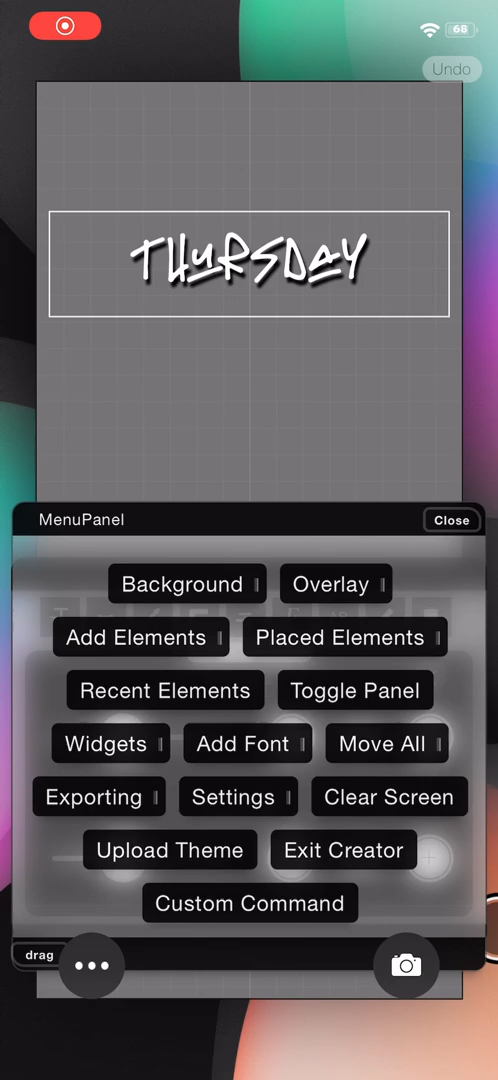 68
Undo
THURSDAY
MenuPanel Close
Background Overlay
Add Elements Placed Elements
Recent Elements Toggle Panel
Widgets Add Font Move All
Exporting Settings Clear Screen
Upload Theme Exit Creator
Custom Command
drag